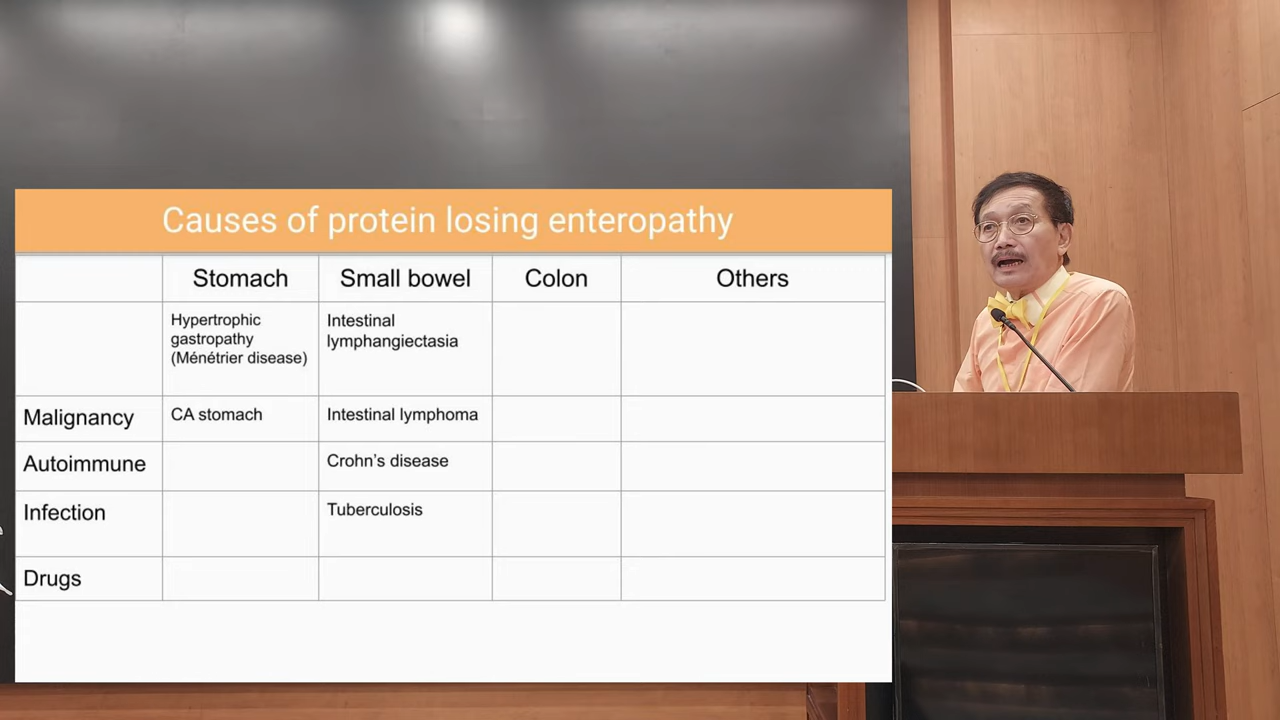 Causes of protein losing enteropathy
Stomach Small bowel Colon Others
Hypertrophic
gastropathy
(Ménétrier disease)
Intestinal
lymphangiectasia
Malignancy CA stomach Intestinal lymphoma
Autoimmune Crohn's disease
Infection Tuberculosis
Drugs